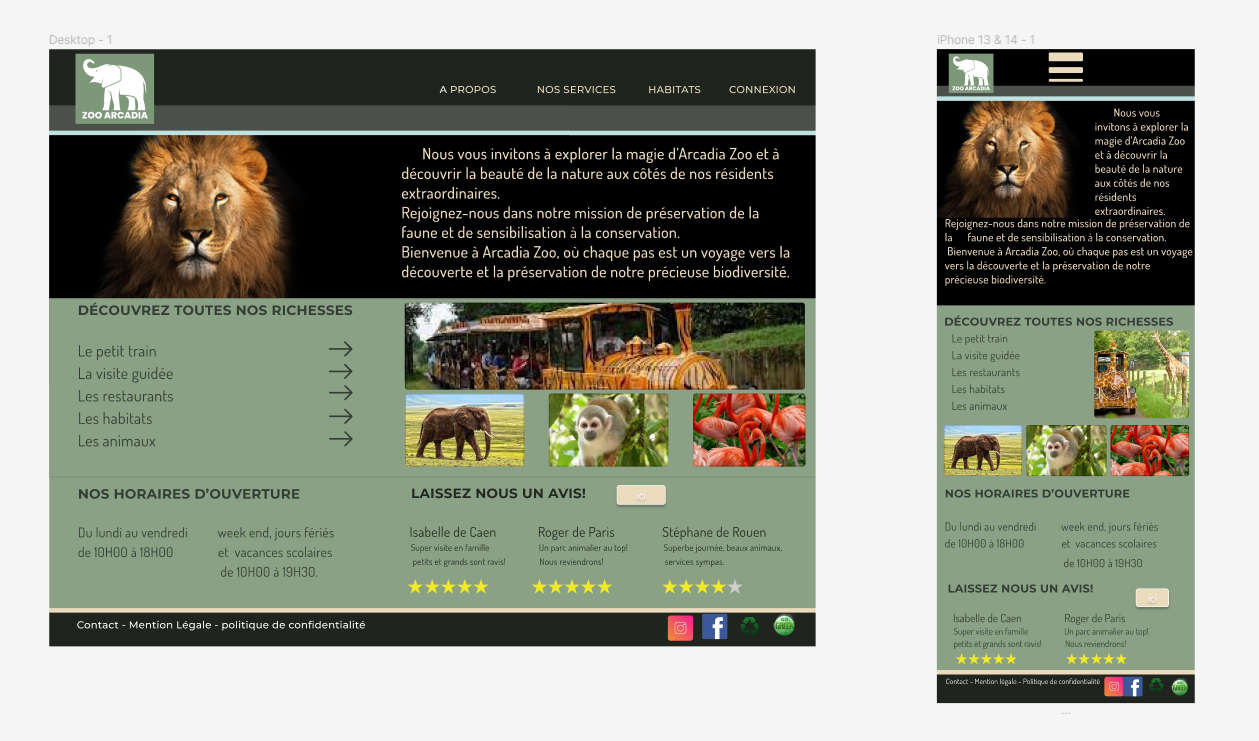 Desktop - 1
ZOO ARCADIA
A PROPOS
NOS SERVICES
HABITATS
CONNEXION
Nous vous invitons à explorer la magie d'Arcadia Zoo et à
découvrir la beauté de la nature aux côtés de nos résidents
extraordinaires.
Rejoignez-nous dans notre mission de préservation de la
faune et de sensibilisation à la conservation.
Bienvenue à Arcadia Zoo, où chaque pas est un voyage vers la
découverte et la préservation de notre précieuse biodiversité.
DÉCOUVREZ TOUTES NOS RICHESSES
Le petit train
La visite guidée
Les restaurants
Les habitats
Les animaux
NOS HORAIRES D'OUVERTURE
Du lundi au vendredi
de 10H00 à 18H00
week end, jours fériés
et vacances scolaires
de 10H00 à 19H30.
LAISSEZ NOUS UN AVIS!
ici
Isabelle de Caen
Super visite en famille
petits et grands sont ravis!
Roger de Paris
Un parc animalier au top!
Nous reviendrons!
Stéphane de Rouen
Superbe journée, beaux animaux,
services sympas.
Contact - Mention Légale - politique de confidentialité
GREEN
iPhone 13 & 14 - 1
ZOO ARCADIA
Nous vous
invitons à explorer la
magie d'Arcadia Zoo
et à découvrir la
beauté de la nature
aux côtés de nos
résidents
extraordinaires.
Rejoignez-nous dans notre mission de préservation de
la faune et de sensibilisation à la conservation.
Bienvenue à Arcadia Zoo, où chaque pas est un voyage
vers la découverte et la préservation de notre
précieuse biodiversité.
DÉCOUVREZ TOUTES NOS RICHESSES
Le petit train
La visite guidée
Les restaurants
Les habitats
Les animaux
NOS HORAIRES D'OUVERTURE
Du lundi au vendredi
de 10H00 à 18H00
week end, jours fériés
et vacances scolaires
de 10H00 à 19H30
LAISSEZ NOUS UN AVIS!
ici
Isabelle de Caen
Super visite en famille
petits et grands sont ravis!
Roger de Paris
Un parc animalier au top!
Nous reviendrons!
Contact - Mention légale - Politique de confidentialité
...